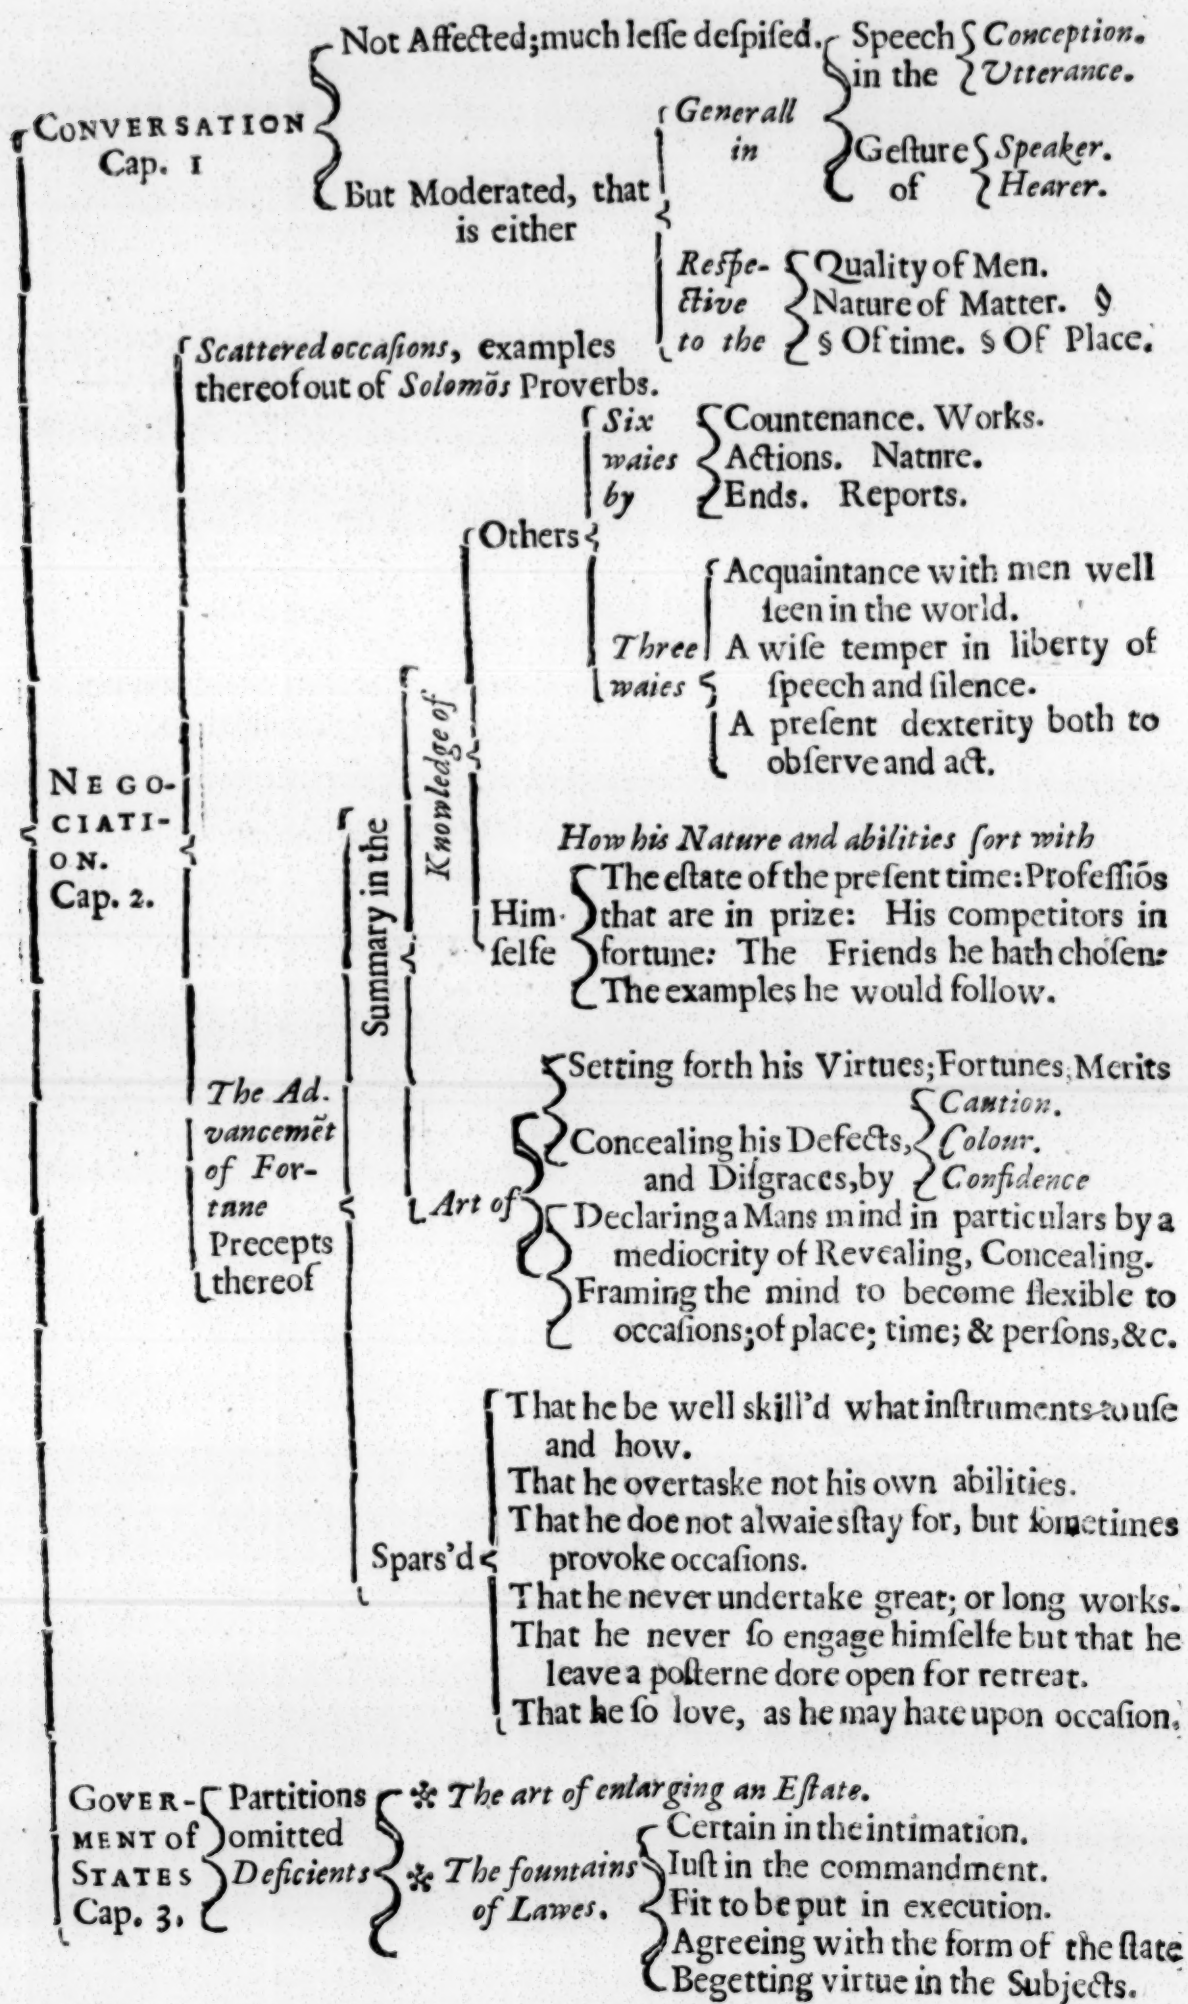 Not Affected; much leſſe deſpiſed.
Speech Conception.
in the Utterance.
CONVERSATION
Cap. 1
Generall
in
Geſture Speaker.
of Hearer.
But Moderated, that
is either
Reſpe-
ctive
to the
Quality of Men.
Nature of Matter. §
§ Of time. § Of Place.
Scattered occaſions, examples
thereof out of Solomõs Proverbs.
Six
waies
by
Countenance. Works.
Actions. Natnre.
Ends. Reports.
Others
Three
waies
Acquaintance with men well
ſeen in the world.
A wiſe temper in liberty of
ſpeech and ſilence.
A preſent dexterity both to
obſerve and act.
NEGO-
CIATI-
ON.
Cap. 2.
Summary in the
Knowledge of
How his Nature and abilities ſort with
Him-
ſelfe
The eſtate of the preſent time: Profeſſiõs
that are in prize: His competitors in
fortune: The Friends he hath choſen:
The examples he would follow.
The Ad-
vancemẽt
of For-
tune
Precepts
thereof
Art of
Setting forth his Virtues; Fortunes; Merits
Concealing his Defects,
and Diſgraces, by
Caution.
Colour.
Confidence
Declaring a Mans mind in particulars by a
mediocrity of Revealing, Concealing.
Framing the mind to become flexible to
occaſions; of place; time; & perſons, &c.
Spars'd
That he be well skill'd what inſtruments to uſe
and how.
That he overtaske not his own abilities.
That he doe not alwaies ſtay for, but ſometimes
provoke occaſions.
That he never undertake great; or long works.
That he never ſo engage himſelfe but that he
leave a poſterne dore open for retreat.
That he ſo love, as he may hate upon occaſion.
GOVER-
MENT of
STATES
Cap. 3.
Partitions
omitted
Deficients
* The art of enlarging an Eſtate.
* The fountains
of Lawes.
Certain in the intimation.
Iuſt in the commandment.
Fit to be put in execution.
Agreeing with the form of the ſtate
Begetting virtue in the Subjects.